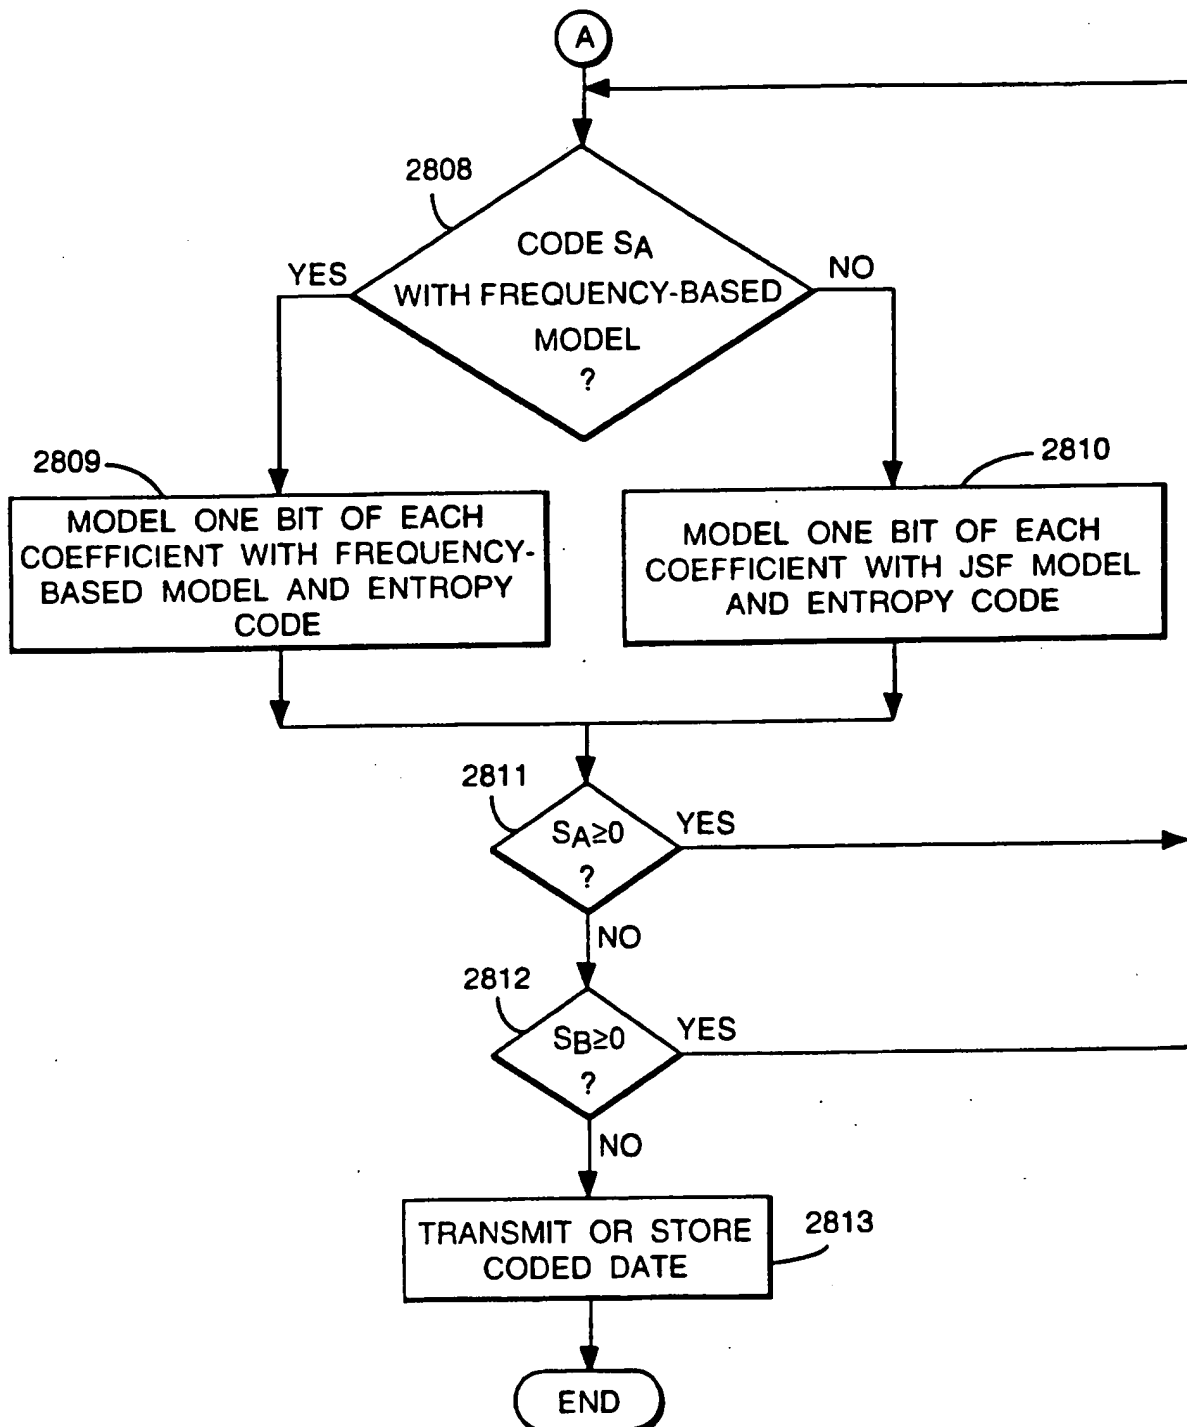 A
2808
CODE SA
WITH FREQUENCY-BASED
MODEL
?
YES
NO
2809
MODEL ONE BIT OF EACH
COEFFICIENT WITH FREQUENCY-
BASED MODEL AND ENTROPY
CODE
2810
MODEL ONE BIT OF EACH
COEFFICIENT WITH JSF MODEL
AND ENTROPY CODE
2811
SA≥0
?
YES
NO
2812
SB≥0
?
YES
NO
TRANSMIT OR STORE
CODED DATE
2813
END